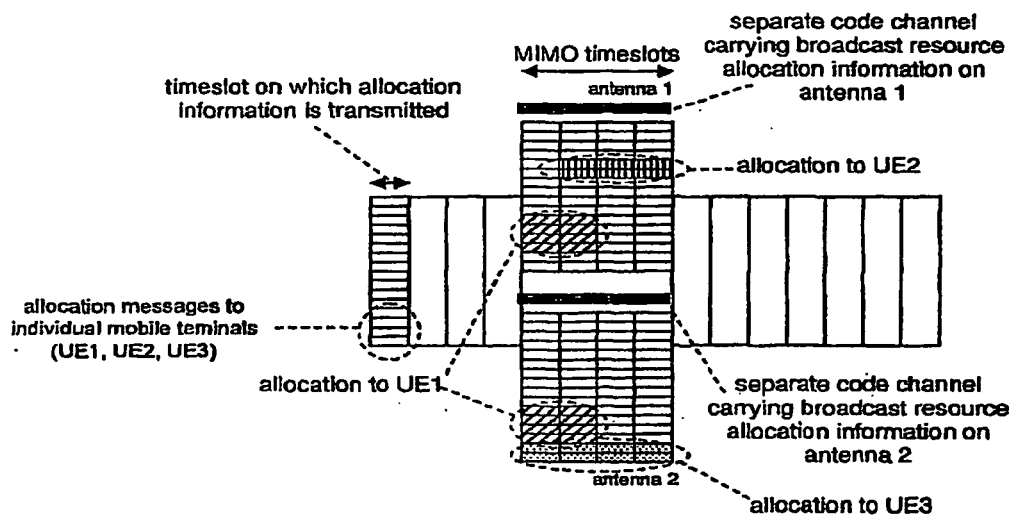 separate code channel
carrying broadcast resource
allocation information on
antenna 1
MIMO timeslots
antenna 1
timeslot on which allocation
information is transmitted
allocation to UE2
allocation messages to
individual mobile teminals
(UE1, UE2, UE3)
allocation to UE1
separate code channel
carrying broadcast resource
allocation information on
antenna 2
antenna 2
allocation to UE3